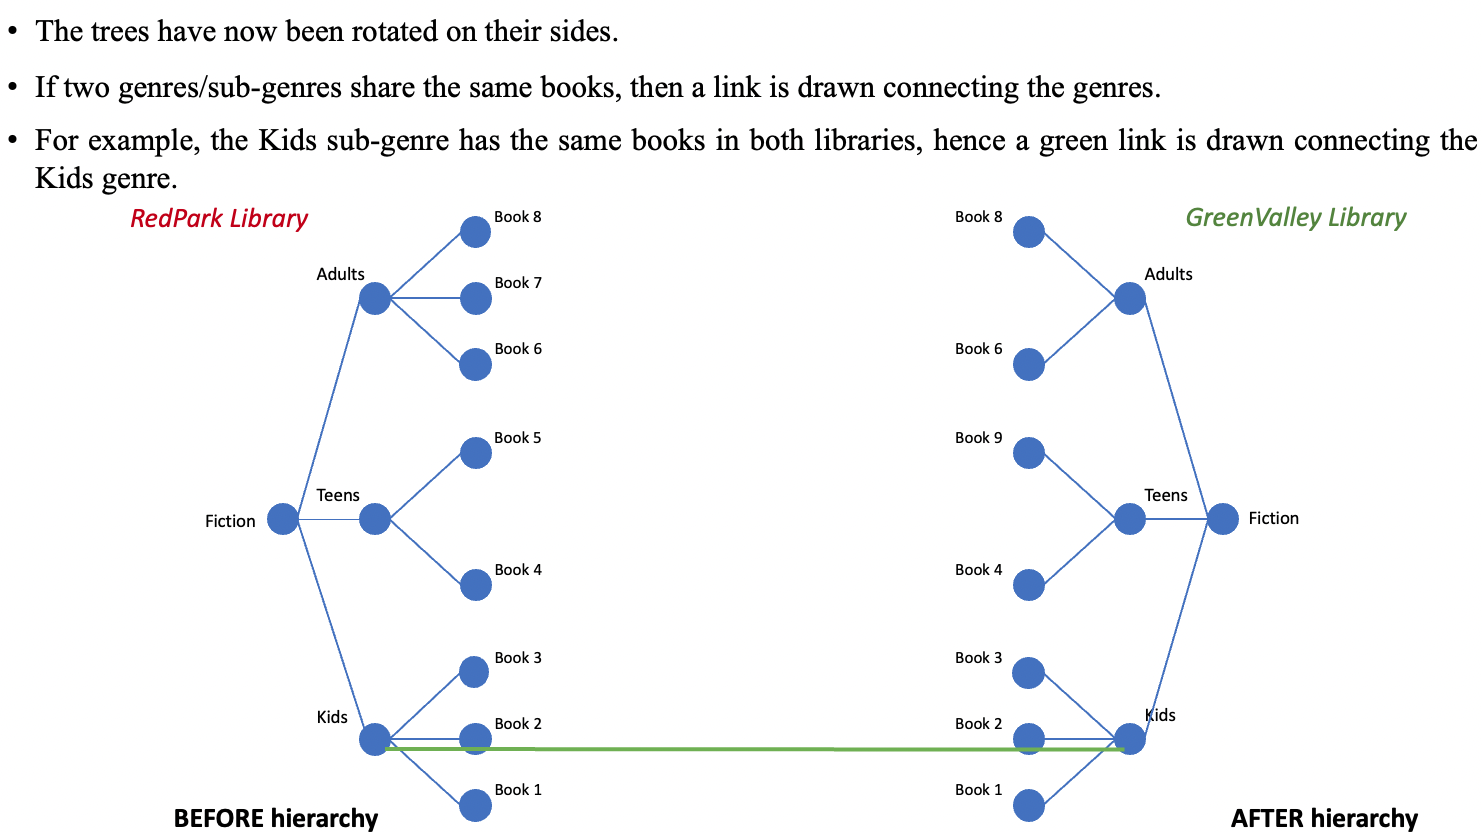 • The trees have now been rotated on their sides.
• If two genres/sub-genres share the same books, then a link is drawn connecting the genres.
• For example, the Kids sub-genre has the same books in both libraries, hence a green link is drawn connecting the
Kids genre.
RedPark Library
Book 8
Book 8
GreenValley Library
Adults
Book 7
Adults
Book 6
Book 6
Book 5
Book 9
Teens
Teens
Fiction
Fiction
Book 4
Book 4
Book 3
Book 3
Kids
Book 2
Book 2
Kids
Book 1
Book 1
BEFORE hierarchy
AFTER hierarchy